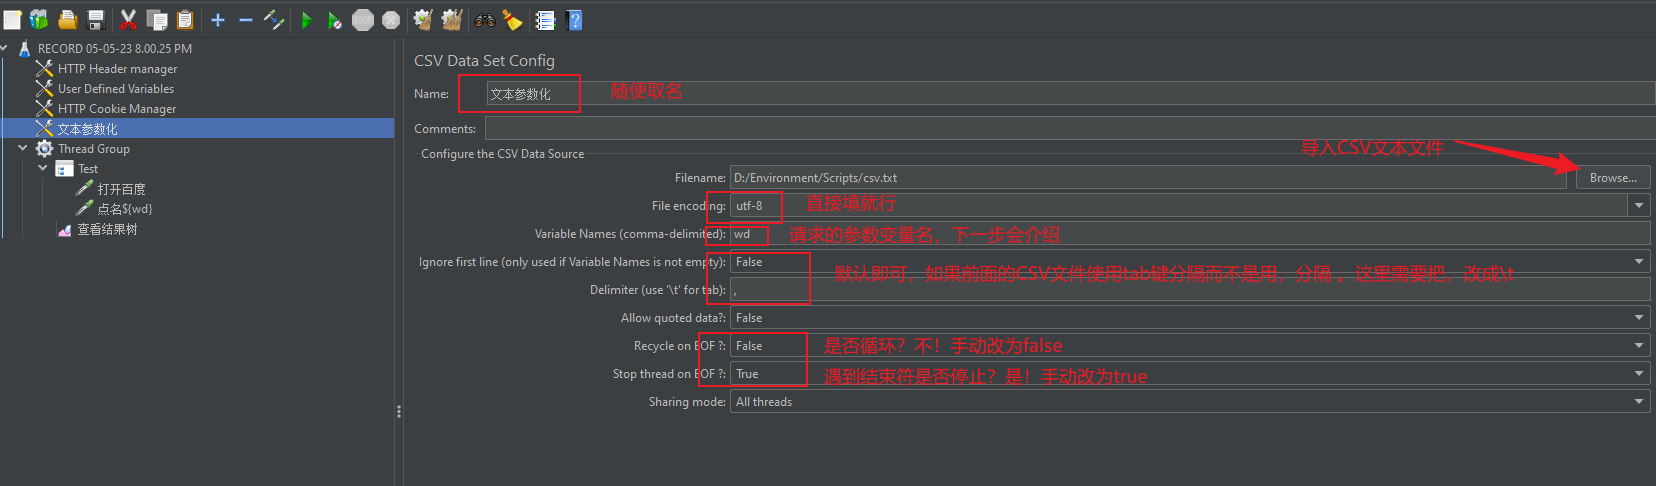 RECORD 05-05-23 8.00.25 PM
HTTP Header manager
User Defined Variables
HTTP Cookie Manager
文本参数化
Thread Group
Test
打开百度
点名${wd}
查看结果树
CSV Data Set Config
Name: 文本参数化 随便取名
Comments:
Configure the CSV Data Source
导入CSV文本文件
Filename: D:/Environment/Scripts/csv.txt Browse...
File encoding: utf-8 直接填就行
Variable Names (comma-delimited): wd 请求的参数变量名，下一步会介绍
Ignore first line (only used if Variable Names is not empty): False
默认即可，如果前面的CSV文件使用tab键分隔而不是用，分隔 。这里需要把，改成\t
Delimiter (use '\t' for tab): ,
Allow quoted data?: False
Recycle on EOF ?: False 是否循环？不！手动改为false
Stop thread on EOF ?: True 遇到结束符是否停止？是！手动改为true
Sharing mode: All threads